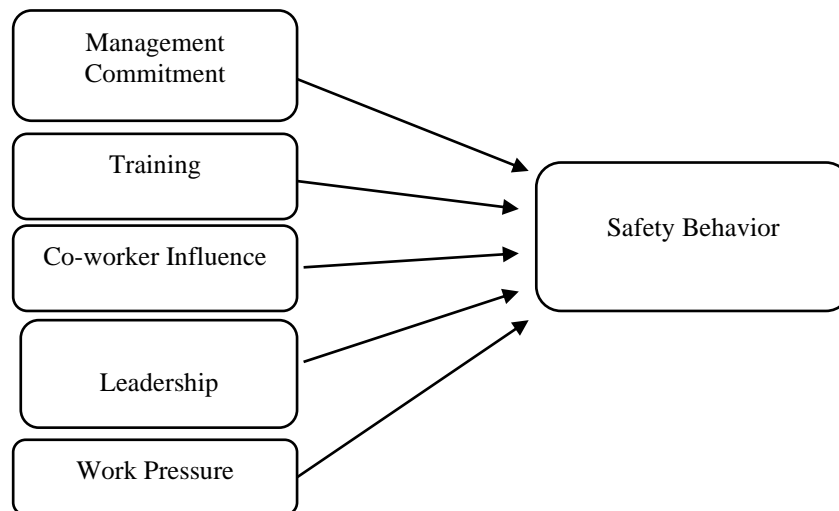 Management
Commitment
Training
Co-worker Influence
Leadership
Work Pressure
Safety Behavior